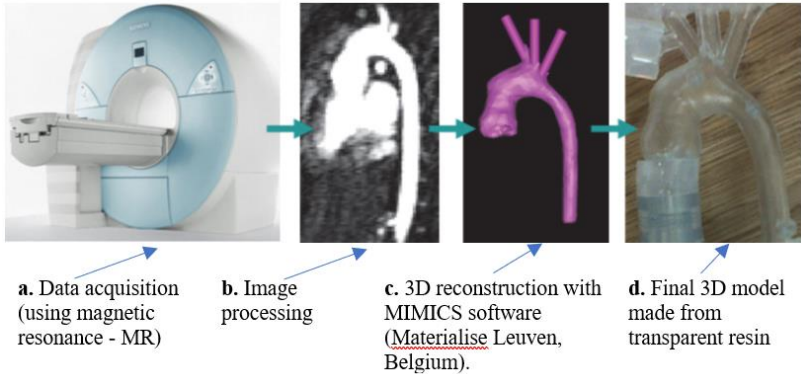 a. Data acquisition
(using magnetic
resonance - MR)
b. Image
processing
c. 3D reconstruction with
MIMICS software
(Materialise Leuven,
Belgium).
d. Final 3D model
made from
transparent resin